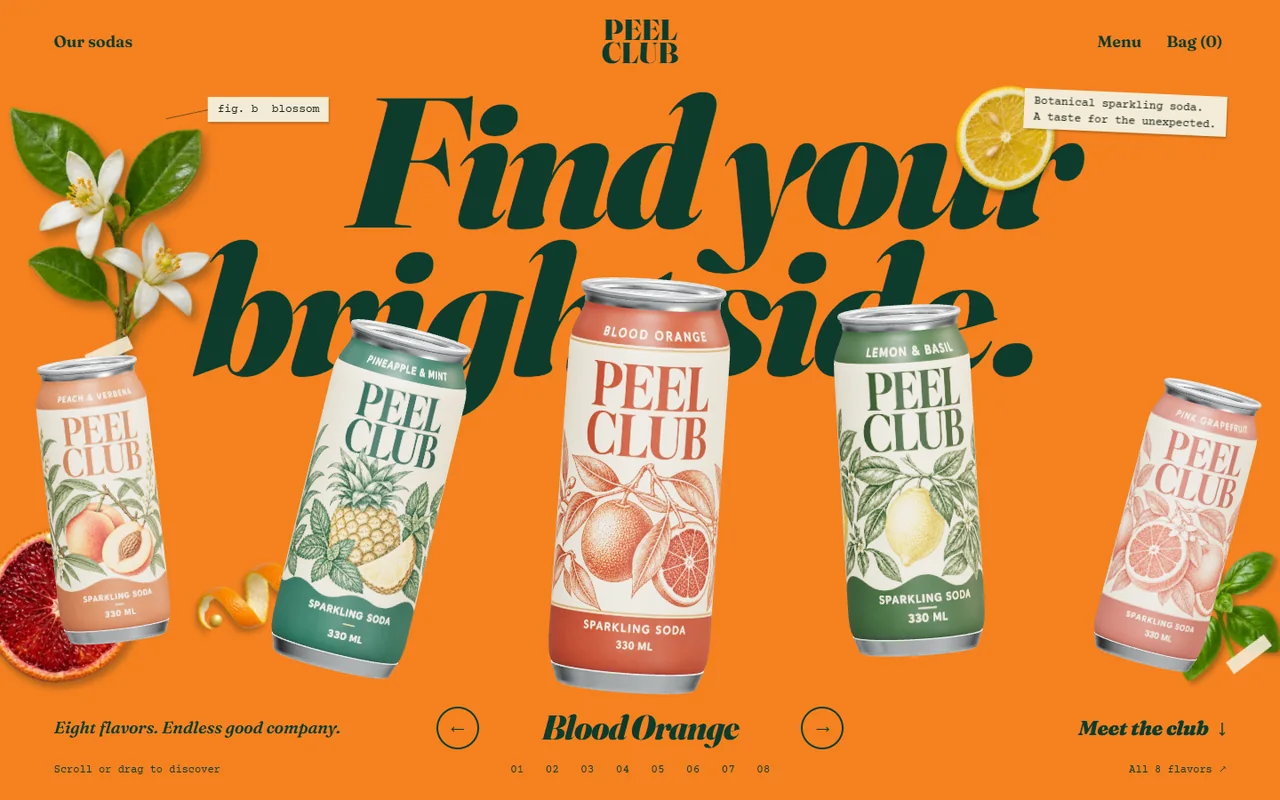 Our sodas
PEEL
CLUB
Menu
Bag (0)
fig. b blossom
Botanical sparkling soda.
A taste for the unexpected.
Find your
bright side.
PEACH & VERBENA
PEEL
CLUB
SPARKLING SODA
330 ML
PINEAPPLE & MINT
PEEL
CLUB
SPARKLING SODA
330 ML
BLOOD ORANGE
PEEL
CLUB
SPARKLING SODA
330 ML
LEMON & BASIL
PEEL
CLUB
SPARKLING SODA
330 ML
PINK GRAPEFRUIT
PEEL
CLUB
SPARKLING SODA
330 ML
Eight flavors. Endless good company.
←
Blood Orange
→
Meet the club ↓
Scroll or drag to discover
01 02 03 04 05 06 07 08
All 8 flavors ↗